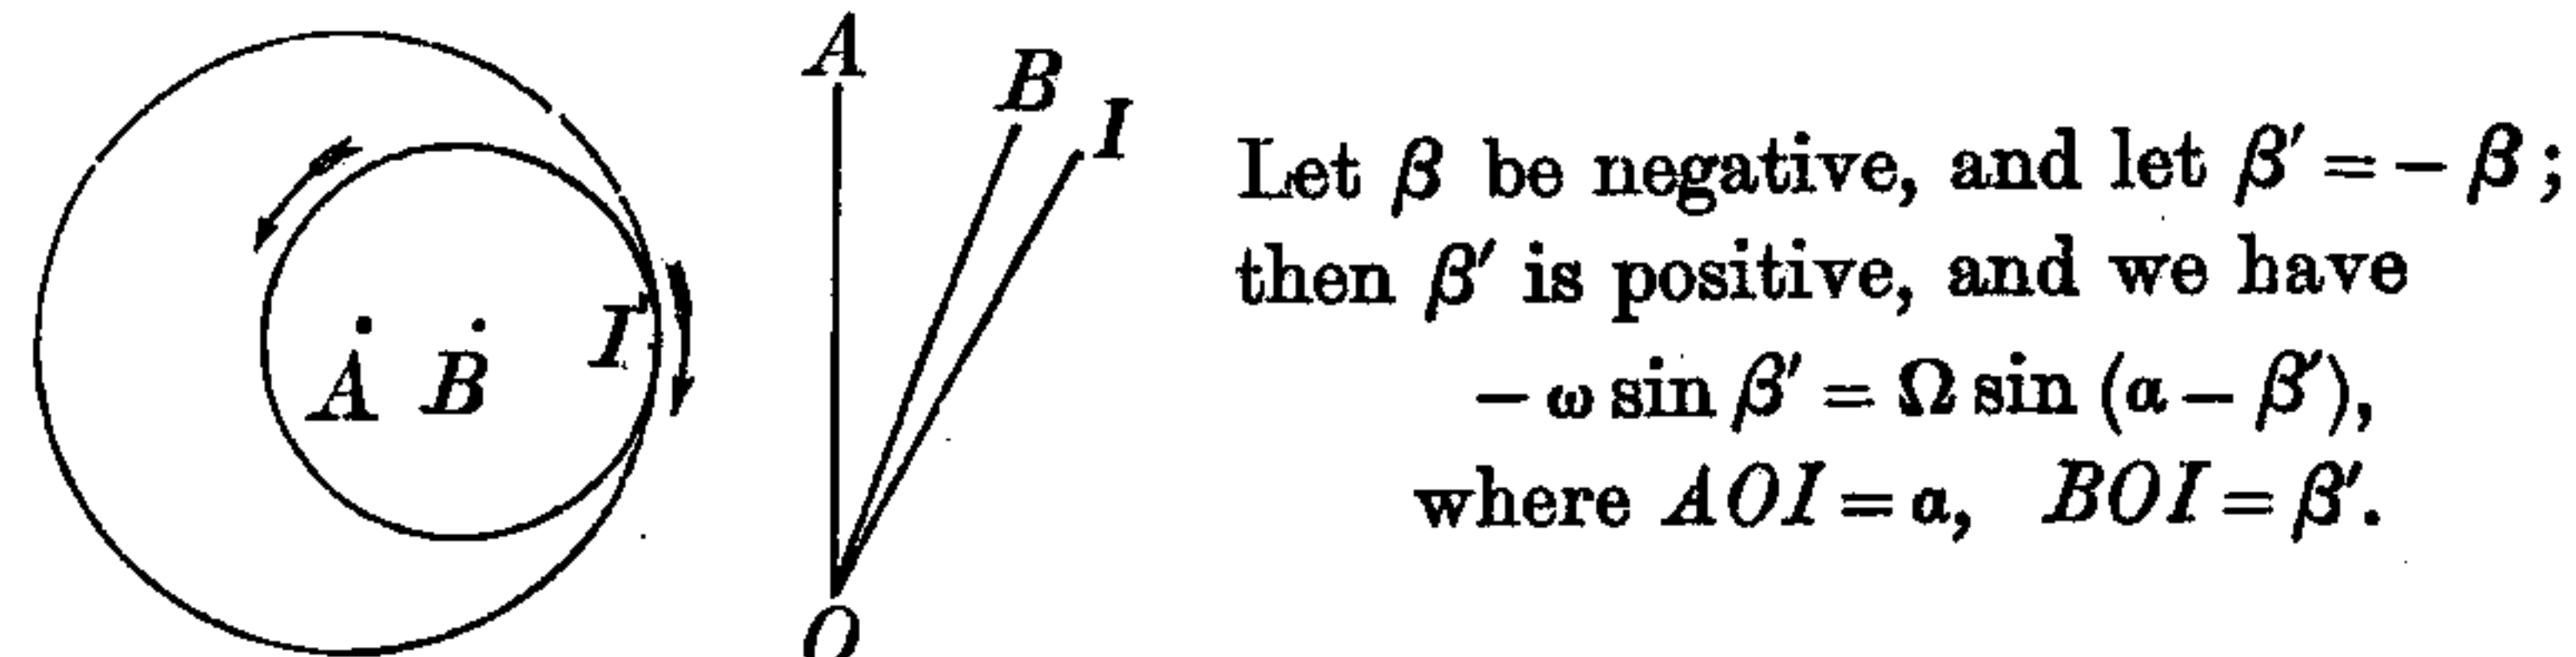 A B I
A B I
O
Let β be negative, and let β′ = − β ;
then β′ is positive, and we have
− ω sin β′ = Ω sin (α − β′),
where AOI = α, BOI = β′.